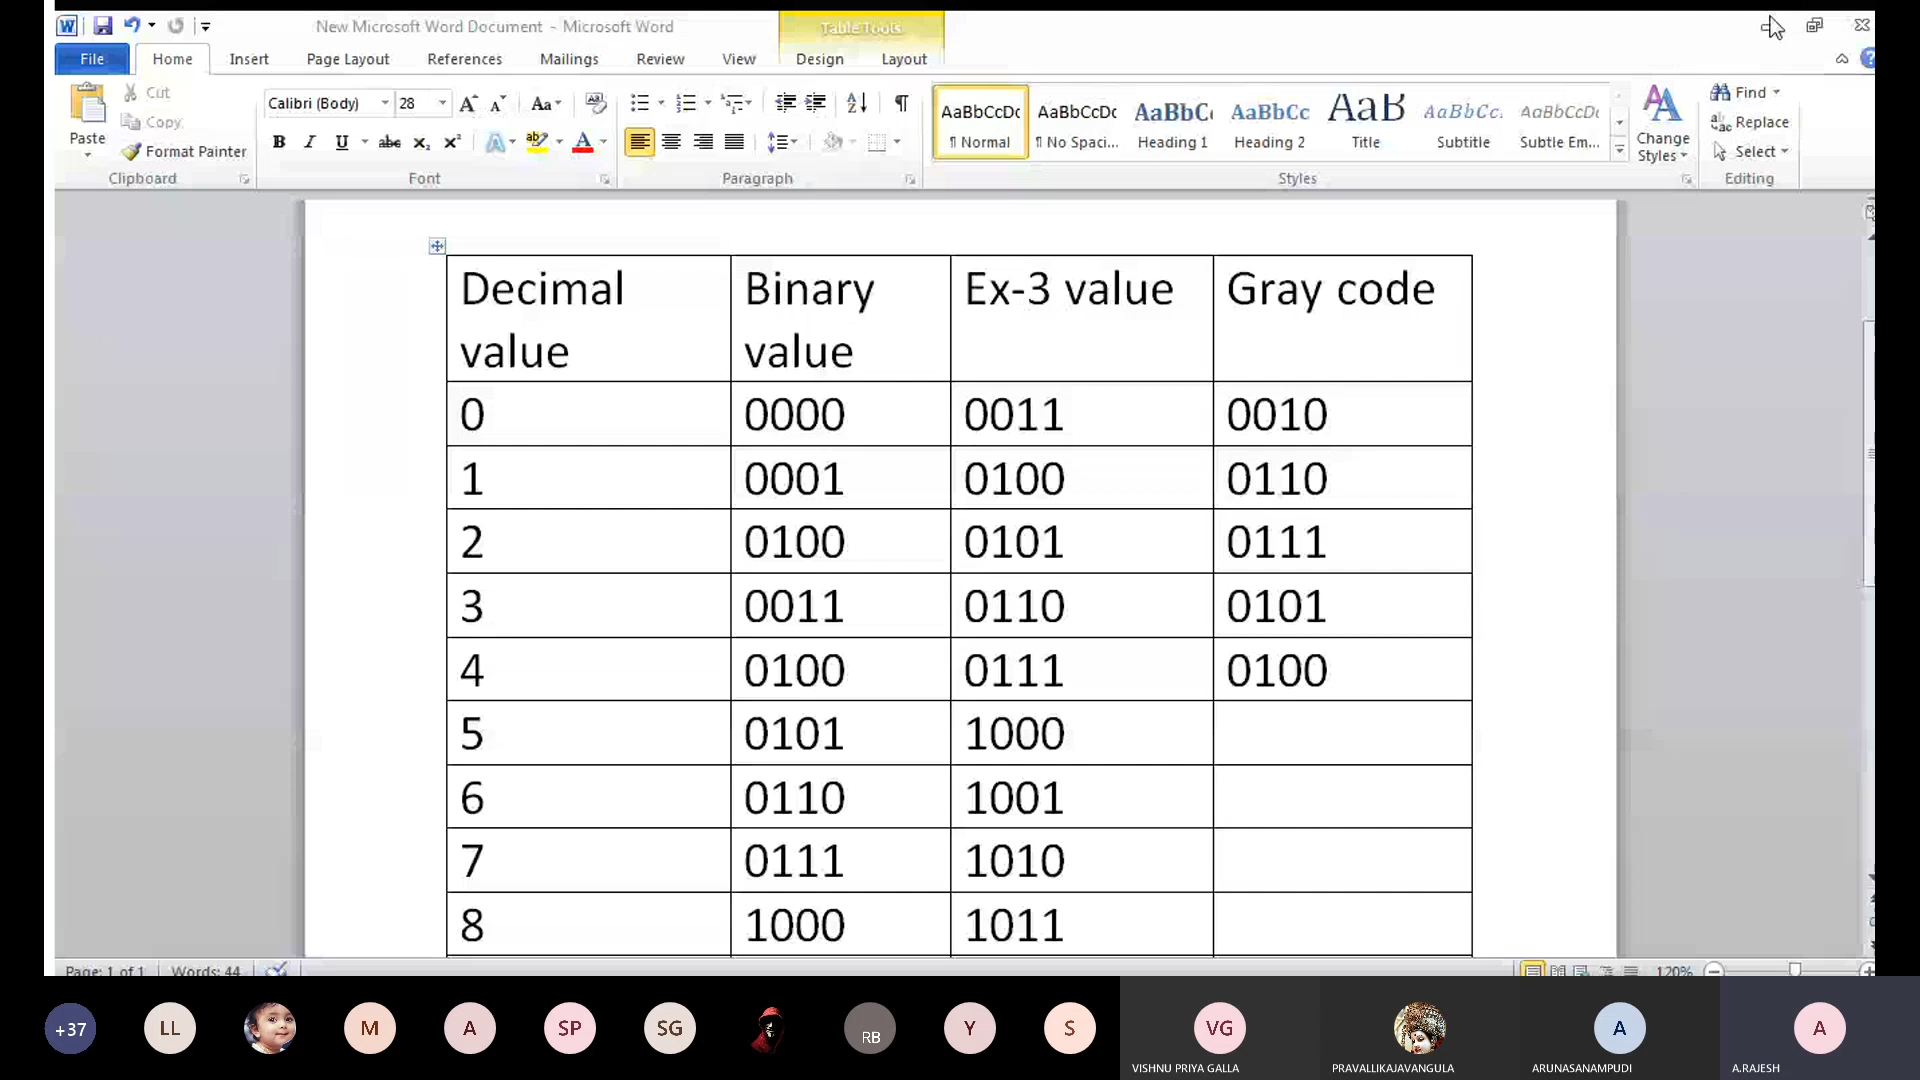 New Microsoft Word Document - Microsoft Word
Table Tools
File Home Insert Page Layout References Mailings Review View Design Layout
Paste
Cut
Copy
Format Painter
Clipboard
Calibri (Body) 28
Font
Paragraph
AaBbCcDc AaBbCcDc AaBbC AaBbCc AaB AaBbCc. AaBbCcDc
¶ Normal ¶ No Spaci... Heading 1 Heading 2 Title Subtitle Subtle Em...
Styles
Change
Styles
Find
Replace
Select
Editing
Decimal value Binary value Ex-3 value Gray code
0 0000 0011 0010
1 0001 0100 0110
2 0100 0101 0111
3 0011 0110 0101
4 0100 0111 0100
5 0101 1000
6 0110 1001
7 0111 1010
8 1000 1011
Page: 1 of 1 Words: 44 120%
+37 LL M A SP SG RB Y S VG A A
VISHNU PRIYA GALLA PRAVALLIKAJAVANGULA ARUNASANAMPUDI A.RAJESH